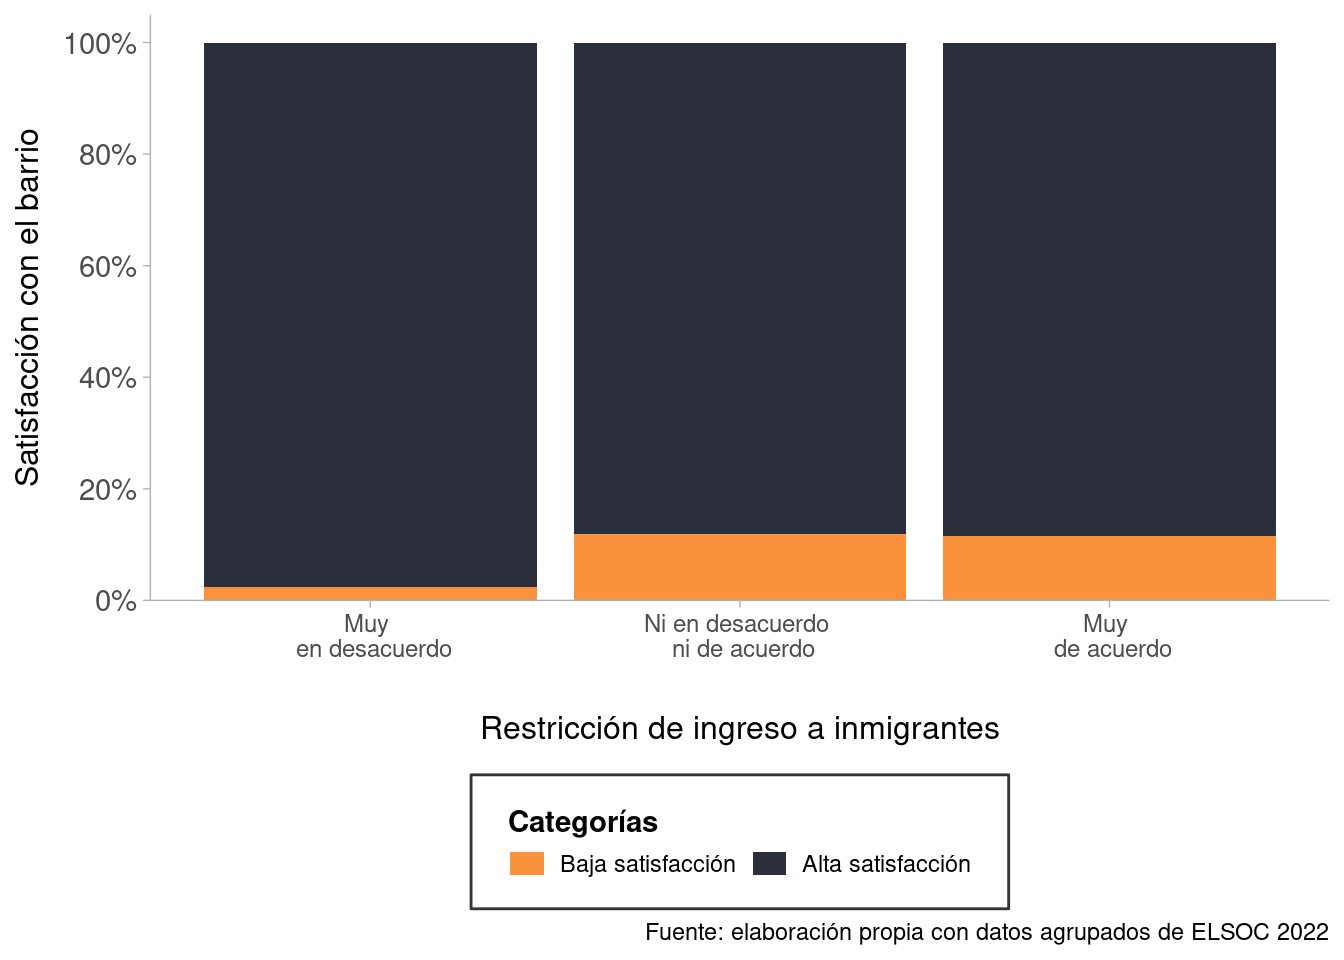 Satisfacción con el barrio
100%
80%
60%
40%
20%
0%
Muy
en desacuerdo
Ni en desacuerdo
ni de acuerdo
Muy
de acuerdo
Restricción de ingreso a inmigrantes
Categorías
Baja satisfacción
Alta satisfacción
Fuente: elaboración propia con datos agrupados de ELSOC 2022